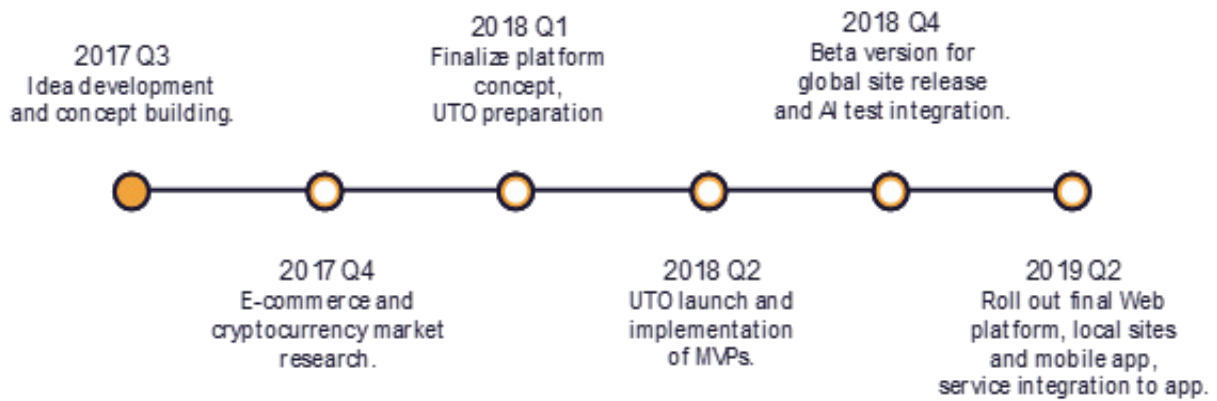 2017 Q3
Idea development
and concept building.
2017 Q4
E-commerce and
cryptocurrency market
research.
2018 Q1
Finalize platform
concept,
UTO preparation
2018 Q2
UTO launch and
implementation
of MVPs.
2018 Q4
Beta version for
global site release
and AI test integration.
2019 Q2
Roll out final Web
platform, local sites
and mobile app,
service integration to app.